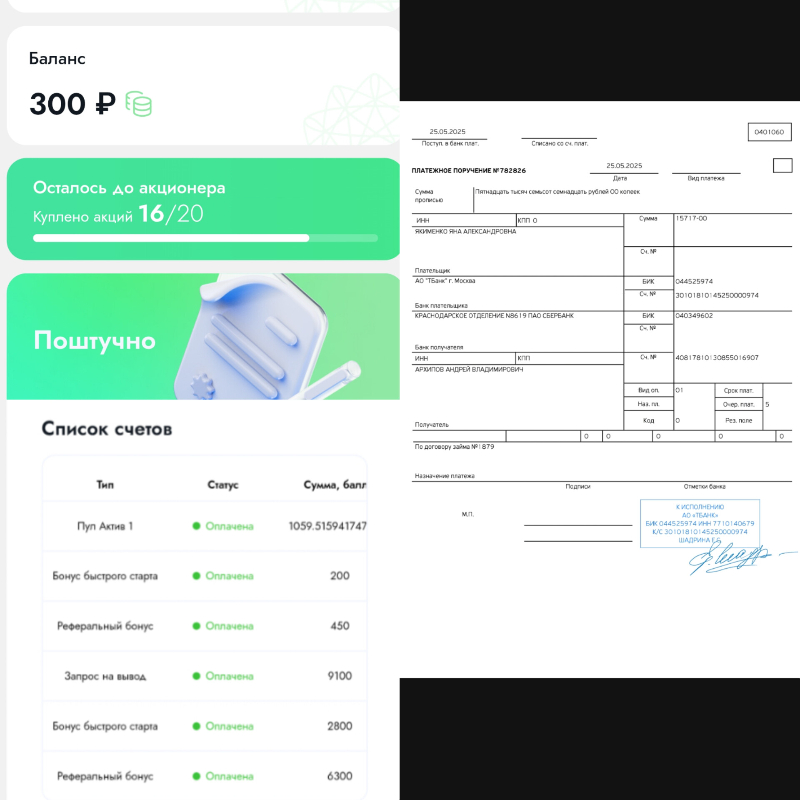 Баланс
300 ₽
Осталось до акционера
Куплено акций 16/20
Поштучно
Список счетов
Тип Статус Сумма, балл
Пул Актив 1 Оплачена 1059.515941747
Бонус быстрого старта Оплачена 200
Реферальный бонус Оплачена 450
Запрос на вывод Оплачена 9100
Бонус быстрого старта Оплачена 2800
Реферальный бонус Оплачена 6300
25.05.2025
0401060
Поступ. в банк плат. Списано со сч. плат.
ПЛАТЕЖНОЕ ПОРУЧЕНИЕ №782826 25.05.2025
Дата Вид платежа
Сумма прописью Пятнадцать тысяч семьсот семнадцать рублей 00 копеек
ИНН КПП 0 Сумма 15717-00
ЯКИМЕНКО ЯНА АЛЕКСАНДРОВНА
Сч. №
Плательщик
АО "ТБанк" г. Москва БИК 044525974
Сч. № 30101810145250000974
Банк плательщика
КРАСНОДАРСКОЕ ОТДЕЛЕНИЕ N8619 ПАО СБЕРБАНК БИК 040349602
Сч. №
Банк получателя
ИНН КПП Сч. № 40817810130855016907
АРХИПОВ АНДРЕЙ ВЛАДИМИРОВИЧ
Вид оп. 01 Срок плат.
Наз. пл. Очер. плат. 5
Получатель Код 0 Рез. поле
0 0 0 0 0
По договору займа №1879
Назначение платежа
Подписи Отметки банка
М.П.
К ИСПОЛНЕНИЮ
АО «ТБАНК»
БИК 044525974 ИНН 7710140679
К/С 30101810145250000974
ШАДРИНА Г.Б.